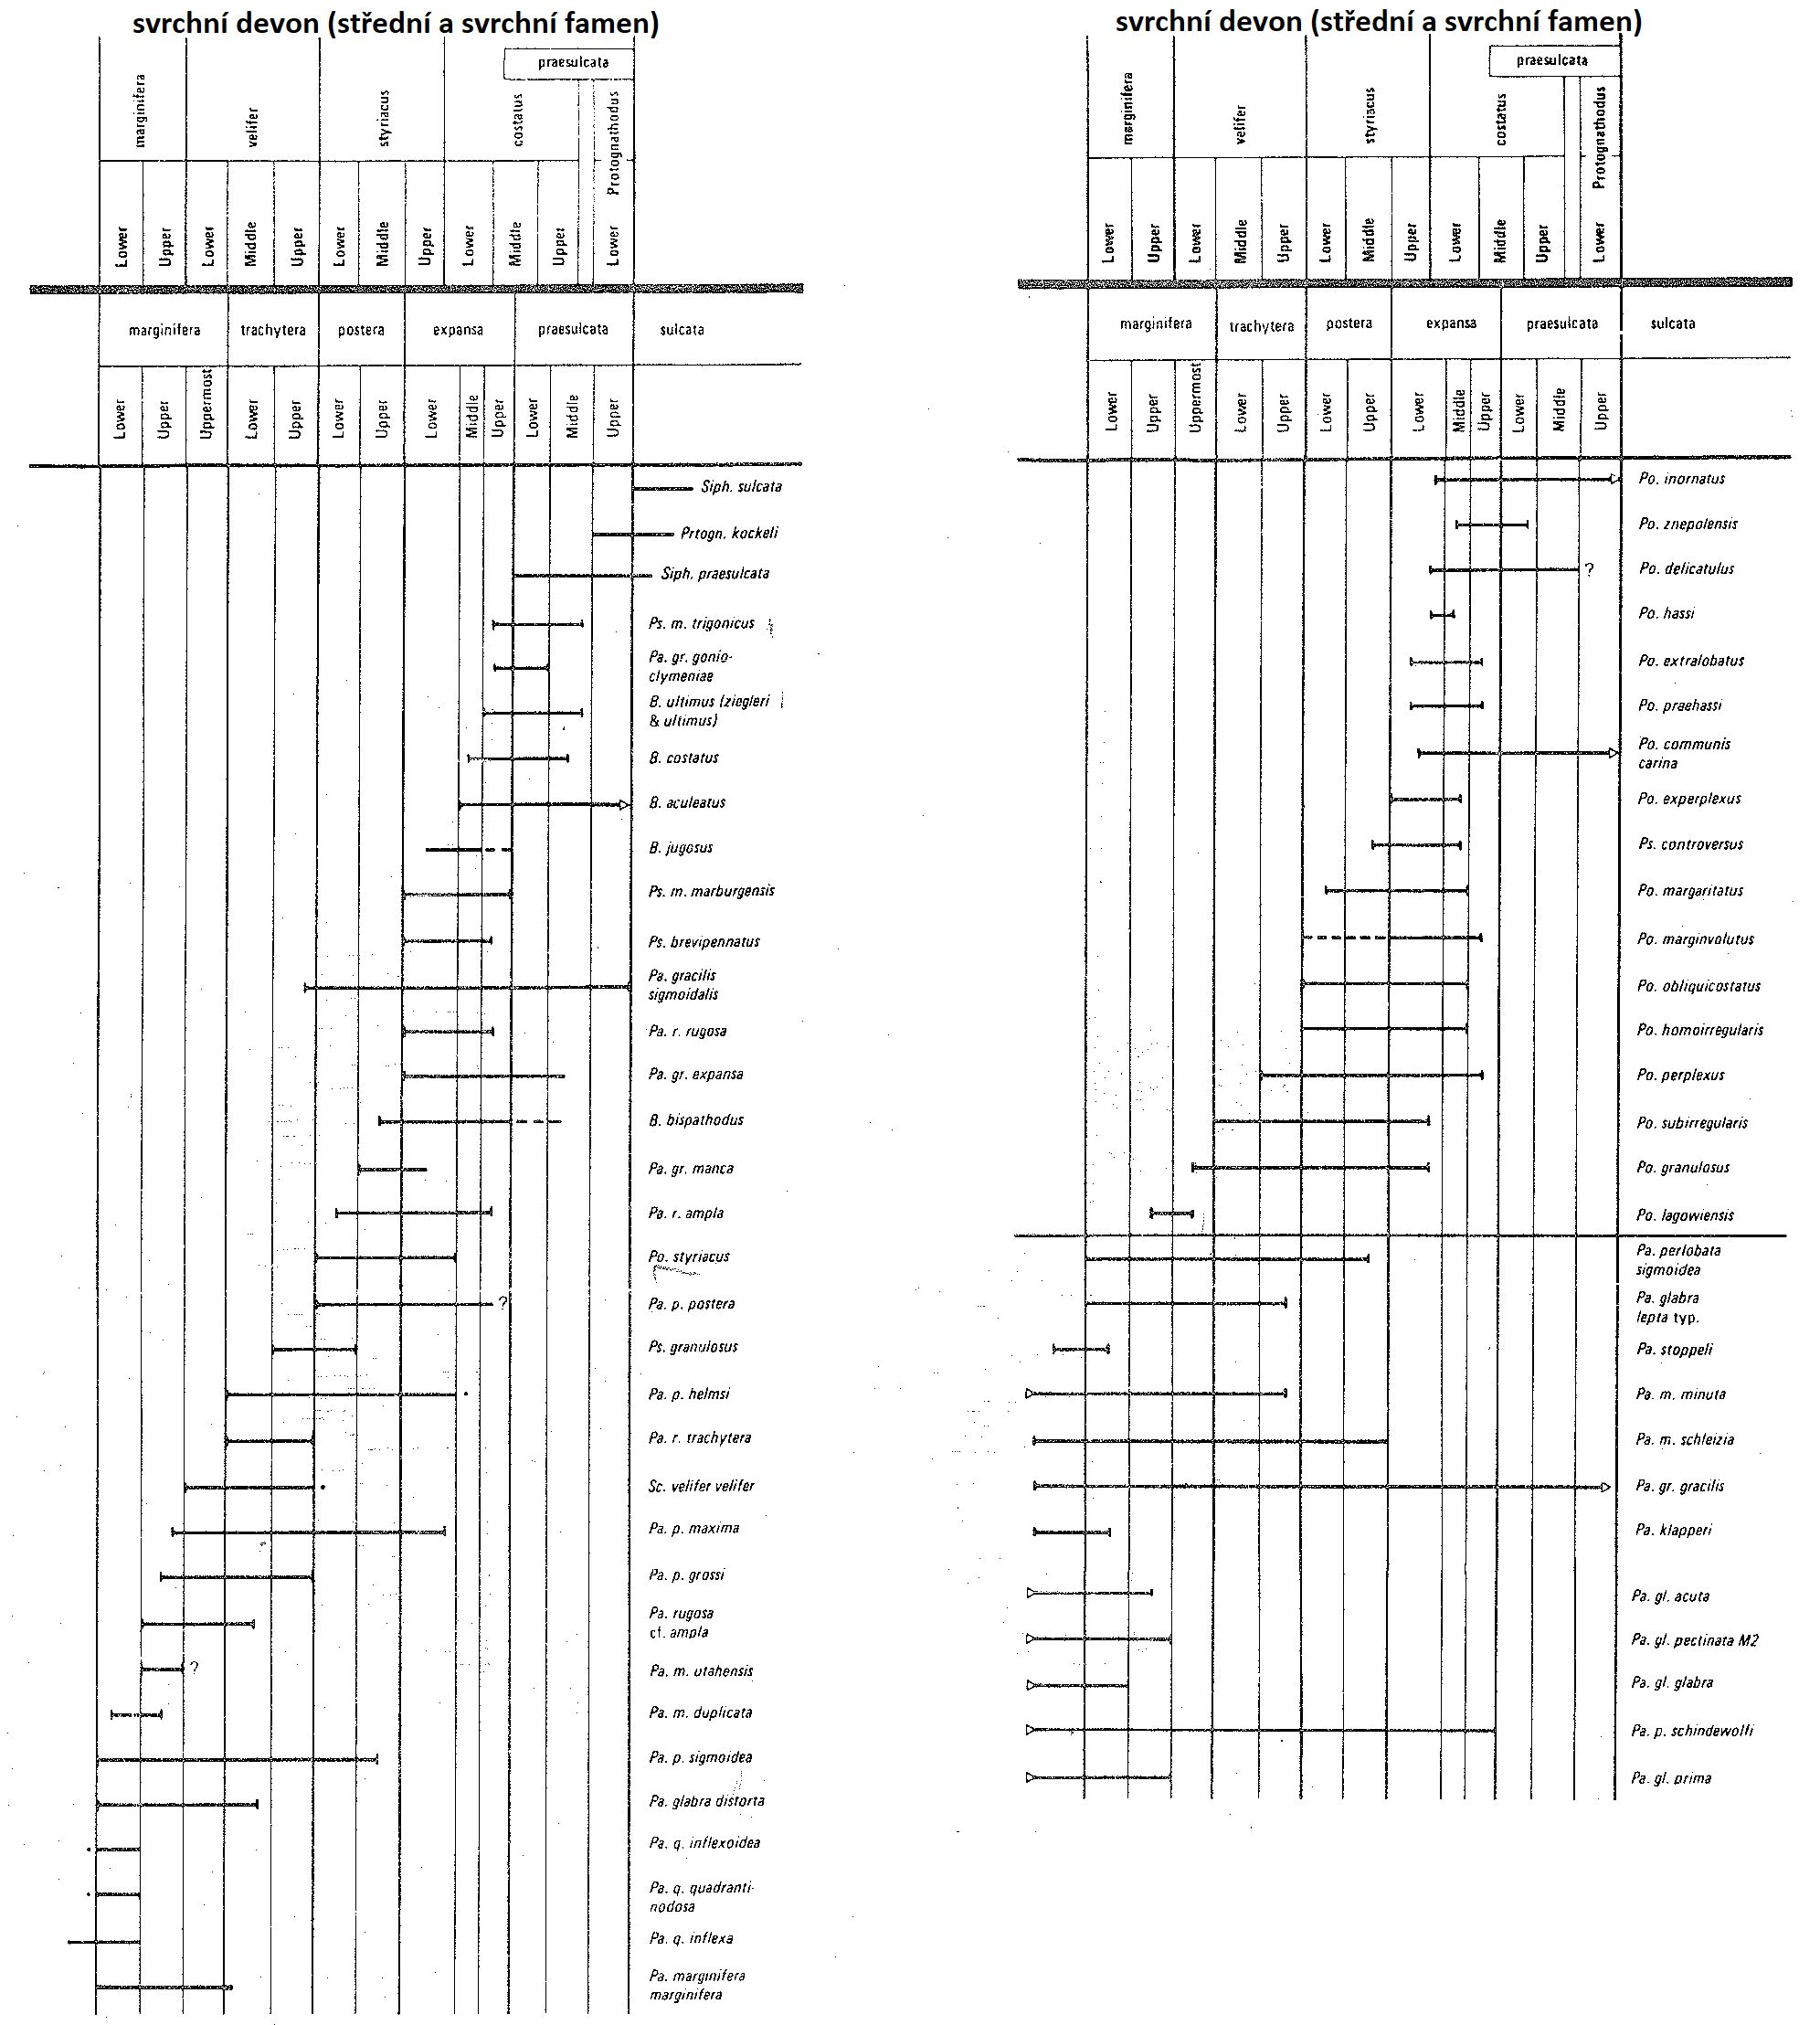 svrchní devon (střední a svrchní famen)
praesulcata
marginifera
velifer
styriacus
costatus
Protognathodus
Lower
Upper
Lower
Middle
Upper
Lower
Middle
Upper
Lower
Middle
Upper
Lower
marginifera
trachytera
postera
expansa
praesulcata
sulcata
Lower
Upper
Uppermost
Lower
Upper
Lower
Upper
Lower
Middle
Upper
Lower
Middle
Upper
Siph. sulcata
Prtogn. kockeli
Siph. praesulcata
Ps. m. trigonicus
Pa. gr. gonio-
clymeniae
B. ultimus (ziegleri
& ultimus)
B. costatus
B. aculeatus
B. jugosus
Ps. m. marburgensis
Ps. brevipennatus
Pa. gracilis
sigmoidalis
Pa. r. rugosa
Pa. gr. expansa
B. bispathodus
Pa. gr. manca
Pa. r. ampla
Po. styriacus
?
Pa. p. postera
Ps. granulosus
Pa. p. helmsi
Pa. r. trachytera
Sc. velifer velifer
Pa. p. maxima
Pa. p. grossi
Pa. rugosa
cf. ampla
?
Pa. m. utahensis
Pa. m. duplicata
Pa. p. sigmoidea
Pa. glabra distorta
Pa. q. inflexoidea
Pa. q. quadranti-
nodosa
Pa. q. inflexa
Pa. marginifera
marginifera
svrchní devon (střední a svrchní famen)
praesulcata
marginifera
velifer
styriacus
costatus
Protognathodus
Lower
Upper
Lower
Middle
Upper
Lower
Middle
Upper
Lower
Middle
Upper
Lower
marginifera
trachytera
postera
expansa
praesulcata
sulcata
Lower
Upper
Uppermost
Lower
Upper
Lower
Upper
Lower
Middle
Upper
Lower
Middle
Upper
Po. inornatus
Po. znepolensis
?
Po. delicatulus
Po. hassi
Po. extralobatus
Po. praehassi
Po. communis
carina
Po. experplexus
Ps. controversus
Po. margaritatus
Po. marginvolutus
Po. obliquicostatus
Po. homoirregularis
Po. perplexus
Po. subirregularis
Po. granulosus
Po. lagowiensis
Pa. perlobata
sigmoidea
Pa. glabra
lepta typ.
Pa. stoppeli
Pa. m. minuta
Pa. m. schleizia
Pa. gr. gracilis
Pa. klapperi
Pa. gl. acuta
Pa. gl. pectinata M2
Pa. gl. glabra
Pa. p. schindewolfi
Pa. gl. prima